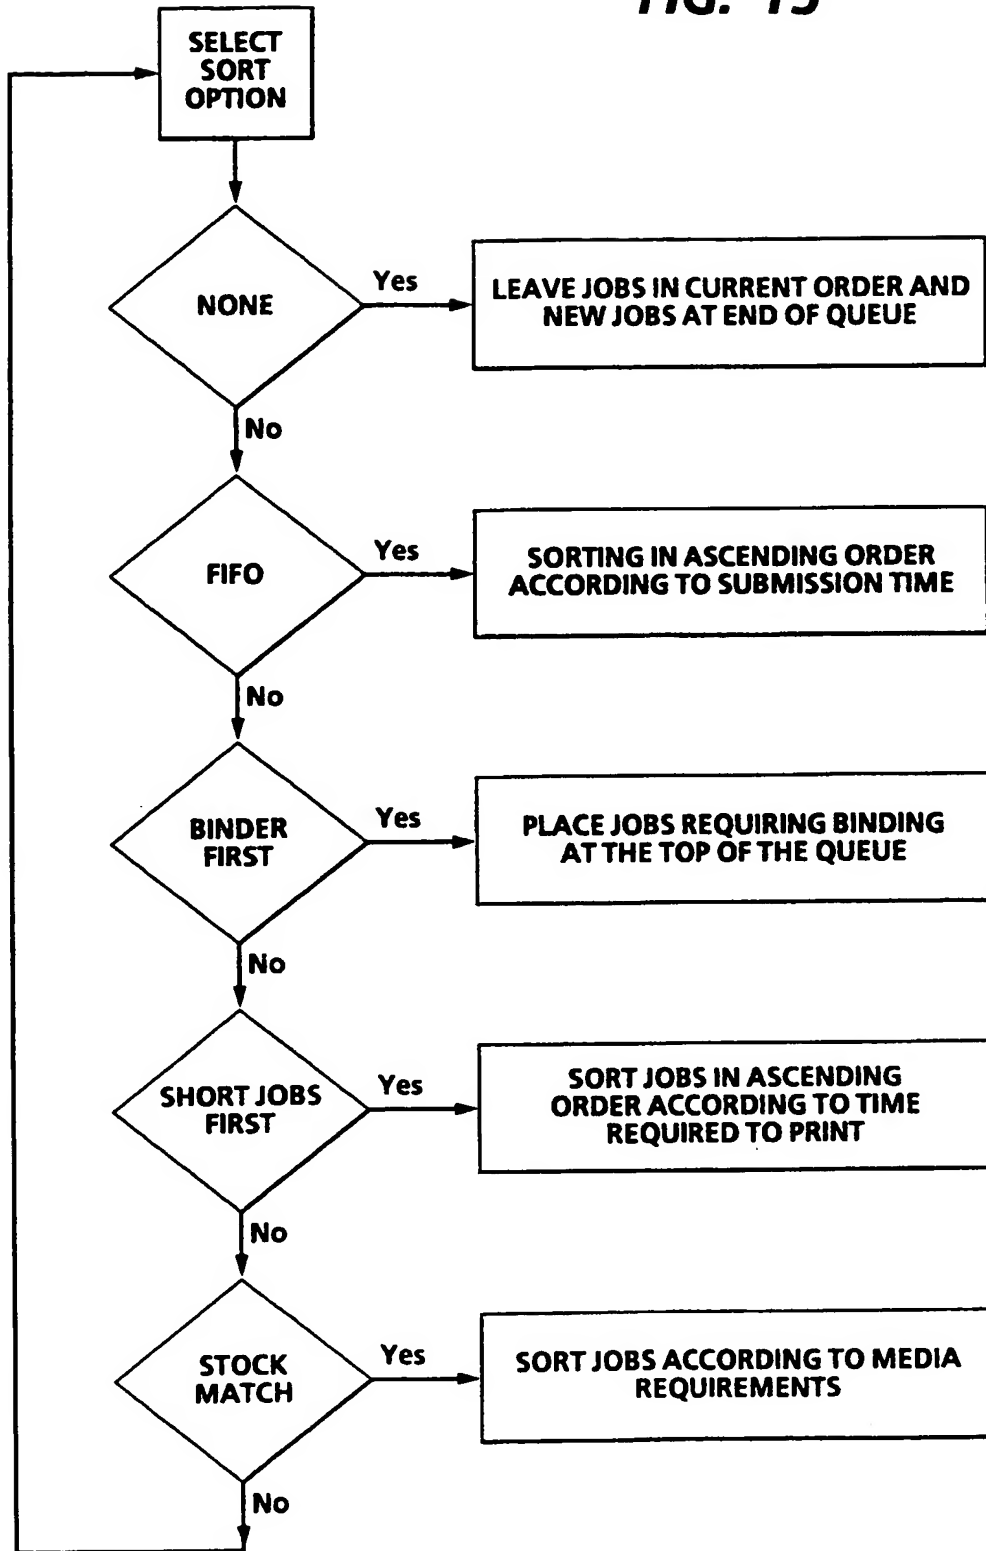 FIG. 15
SELECT
SORT
OPTION
NONE
Yes
LEAVE JOBS IN CURRENT ORDER AND
NEW JOBS AT END OF QUEUE
No
FIFO
Yes
SORTING IN ASCENDING ORDER
ACCORDING TO SUBMISSION TIME
No
BINDER
FIRST
Yes
PLACE JOBS REQUIRING BINDING
AT THE TOP OF THE QUEUE
No
SHORT JOBS
FIRST
Yes
SORT JOBS IN ASCENDING
ORDER ACCORDING TO TIME
REQUIRED TO PRINT
No
STOCK
MATCH
Yes
SORT JOBS ACCORDING TO MEDIA
REQUIREMENTS
No